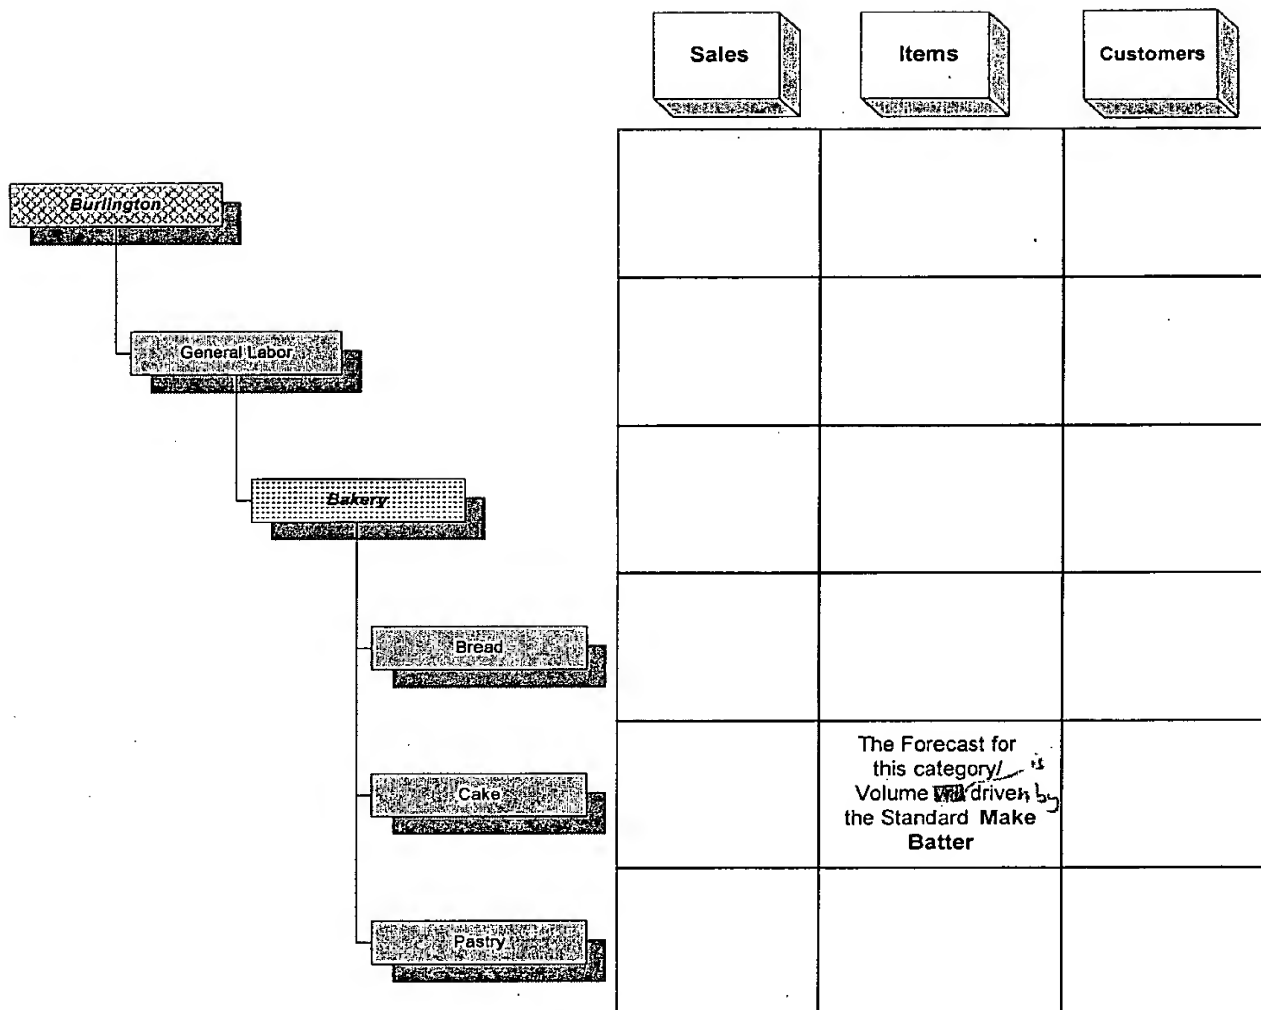 Sales
Items
Customers
Burlington
General Labor
Bakery
Bread
Cake
Pastry
The Forecast for
this category/ is
Volume driven by
the Standard Make
Batter